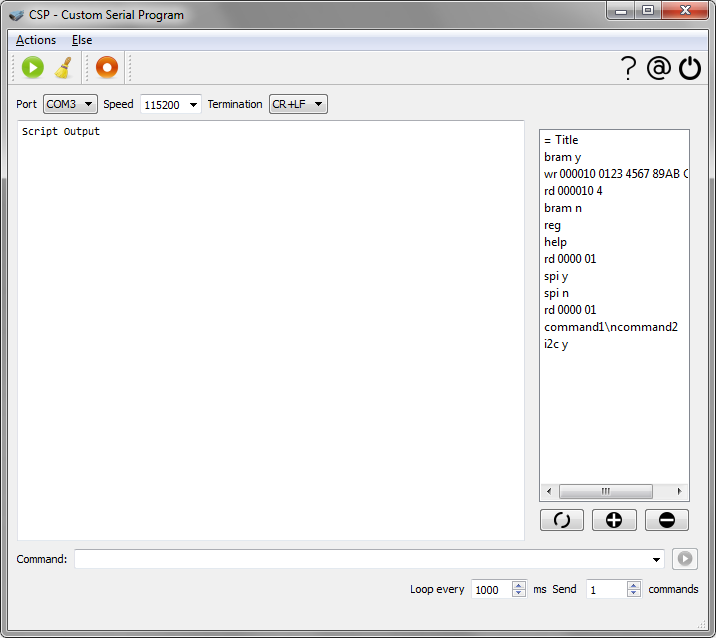 CSP - Custom Serial Program
Actions Else
Port COM3 Speed 115200 Termination CR+LF
Script Output
= Title
bram y
wr 000010 0123 4567 89AB
rd 000010 4
bram n
reg
help
rd 0000 01
spi y
spi n
rd 0000 01
command1\ncommand2
i2c y
Command:
Loop every 1000 ms Send 1 commands